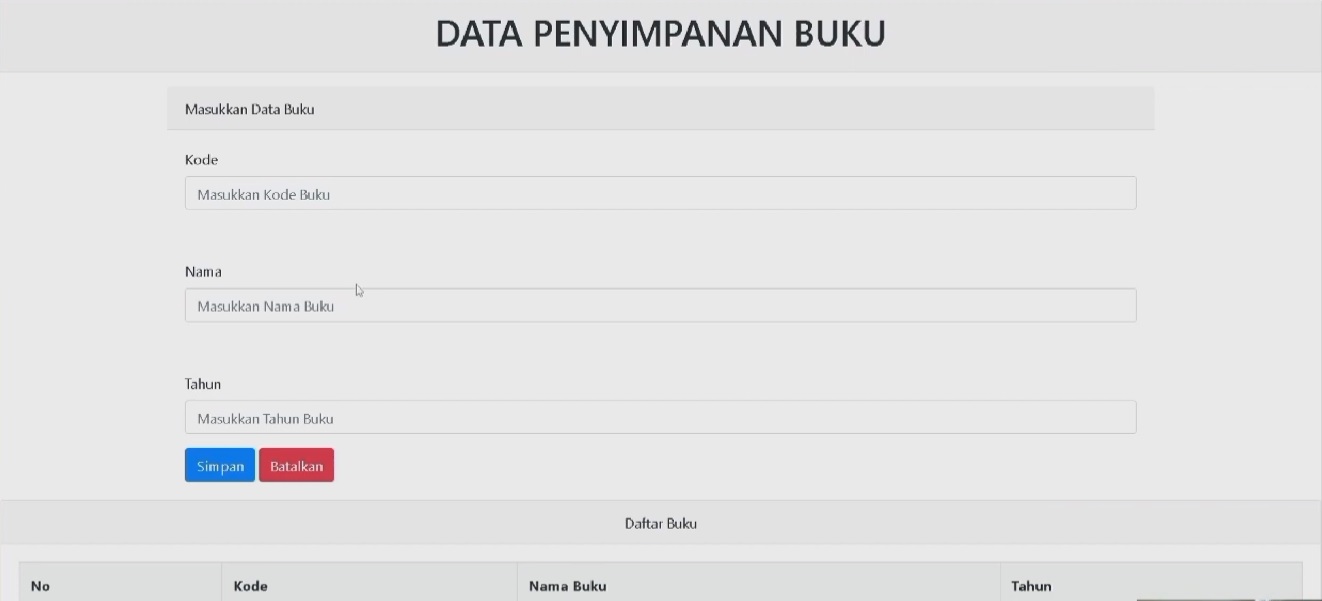 DATA PENYIMPANAN BUKU
Masukkan Data Buku
Kode
Masukkan Kode Buku
Nama
Masukkan Nama Buku
Tahun
Masukkan Tahun Buku
Simpan Batalkan
Daftar Buku
No Kode Nama Buku Tahun